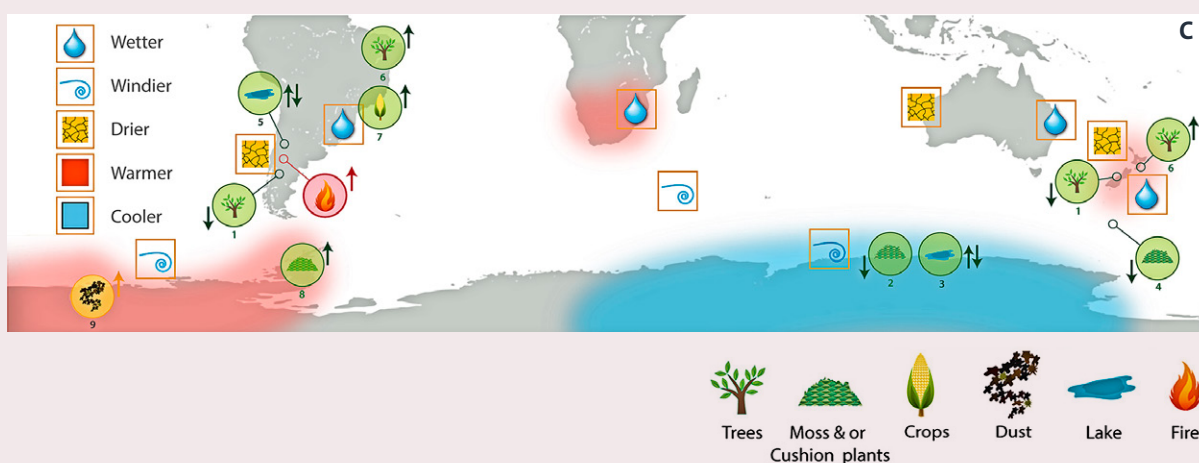 C
Wetter
Windier
Drier
Warmer
Cooler
6
5
7
1
6
1
8
2
3
4
9
Trees
Moss & or
Cushion plants
Crops
Dust
Lake
Fire